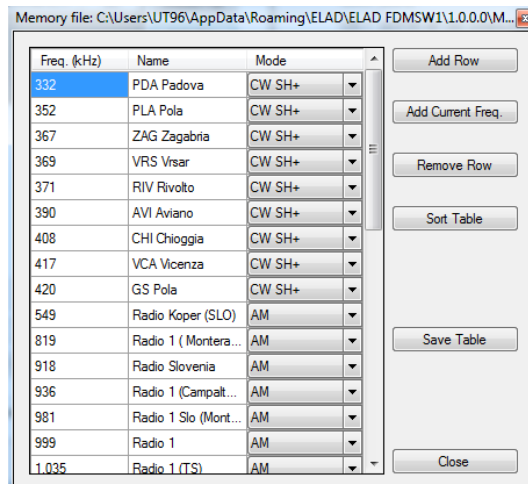 Memory file: C:\Users\UT96\AppData\Roaming\ELAD\ELAD FDMSW1\1.0.0.0\M...
Freq. (kHz) Name Mode
332 PDA Padova CW SH+
352 PLA Pola CW SH+
367 ZAG Zagabria CW SH+
369 VRS Vrsar CW SH+
371 RIV Rivolto CW SH+
390 AVI Aviano CW SH+
408 CHI Chioggia CW SH+
417 VCA Vicenza CW SH+
420 GS Pola CW SH+
549 Radio Koper (SLO) AM
819 Radio 1 ( Montera... AM
918 Radio Slovenia AM
936 Radio 1 (Campalt... AM
981 Radio 1 Slo (Mont... AM
999 Radio 1 AM
1.035 Radio 1 (TS) AM
Add Row
Add Current Freq.
Remove Row
Sort Table
Save Table
Close